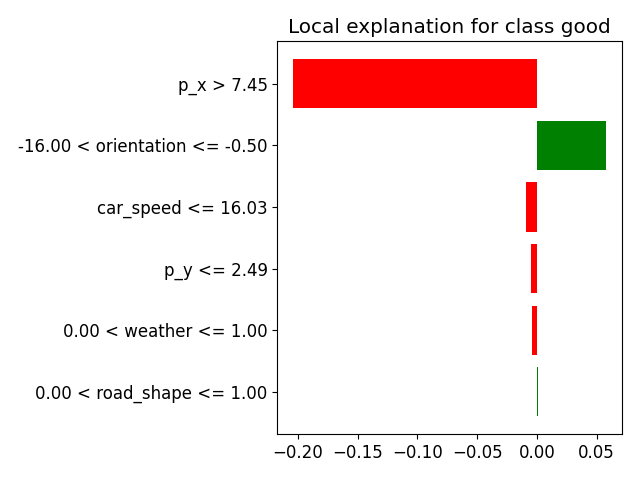 Local explanation for class good
p_x > 7.45
-16.00 < orientation <= -0.50
car_speed <= 16.03
p_y <= 2.49
0.00 < weather <= 1.00
0.00 < road_shape <= 1.00
−0.20 −0.15 −0.10 −0.05 0.00 0.05